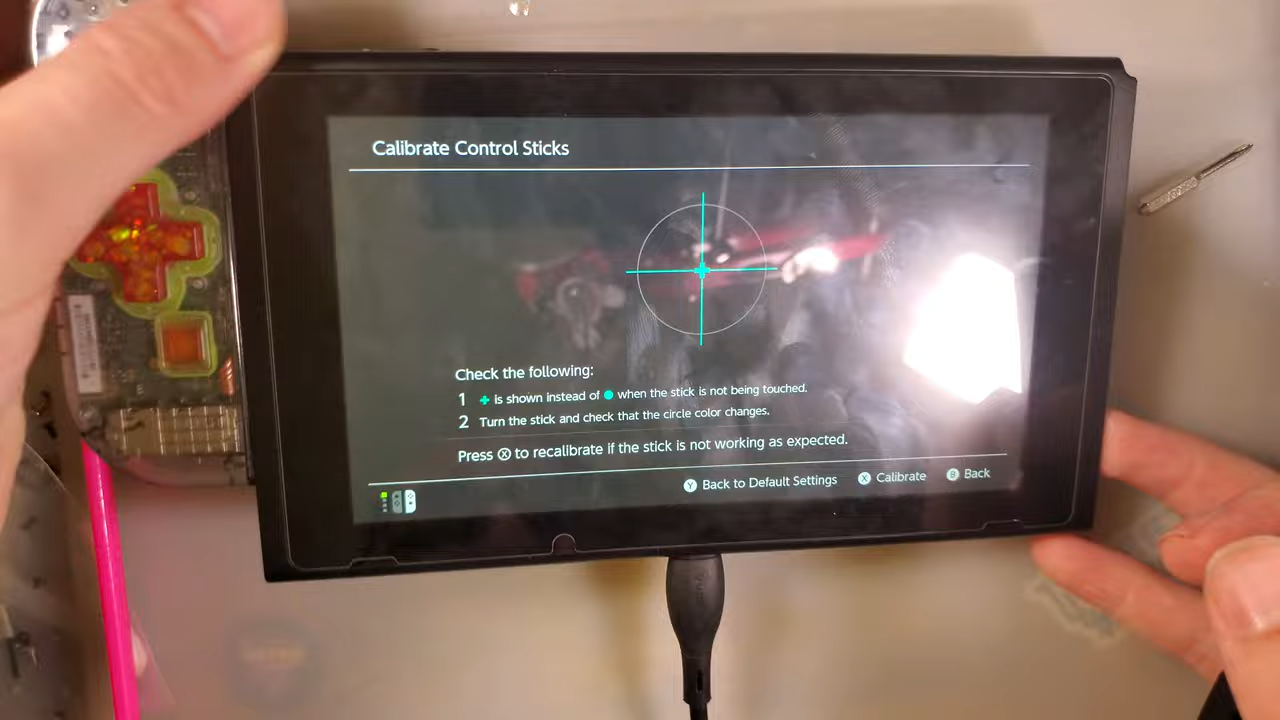 Calibrate Control Sticks
Check the following:
1 ✚ is shown instead of ● when the stick is not being touched.
2 Turn the stick and check that the circle color changes.
Press Ⓧ to recalibrate if the stick is not working as expected.
Ⓨ Back to Default Settings Ⓧ Calibrate Ⓑ Back